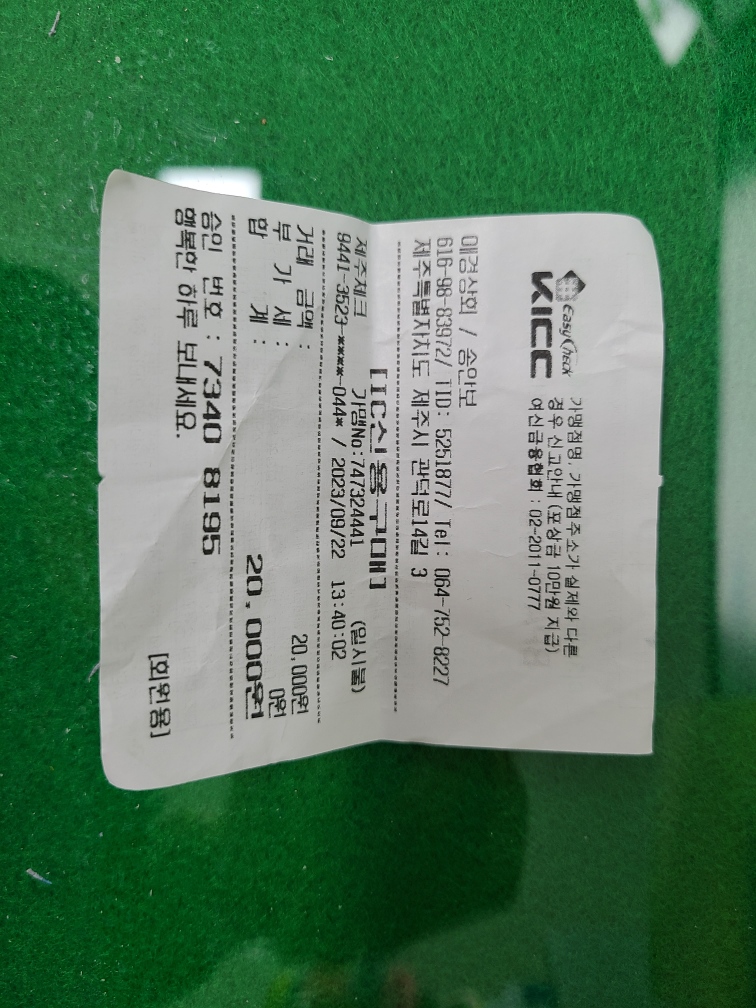 EasyCheck
KICC
가맹점명, 가맹점주소가 실제와 다른
경우 신고안내 (포상금 10만원 지급)
여신금융협회 : 02-2011-0777
애경상회 / 송안보
616-98-83972/ TID: 5251877/ Tel: 064-752-8227
제주특별자치도 제주시 관덕로14길 3
[IC신용구매]
제주체크 가맹No:747324441 (일시불)
9441-3523-****-044* / 2023/09/22 13:40:02
거래 금액 : 20,000원
부 가 세 : 0원
합 계 : 20,000원
승인 번호 : 7340 8195
행복한 하루 보내세요.
[회원용]